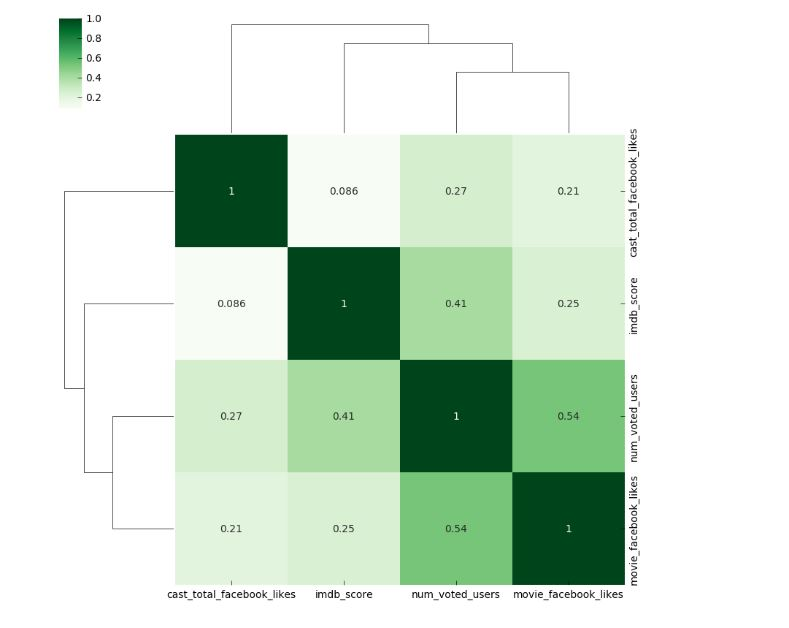 1.0
0.8
0.6
0.4
0.2
1 0.086 0.27 0.21
cast_total_facebook_likes
0.086 1 0.41 0.25
imdb_score
0.27 0.41 1 0.54
num_voted_users
0.21 0.25 0.54 1
movie_facebook_likes
cast_total_facebook_likes imdb_score num_voted_users movie_facebook_likes